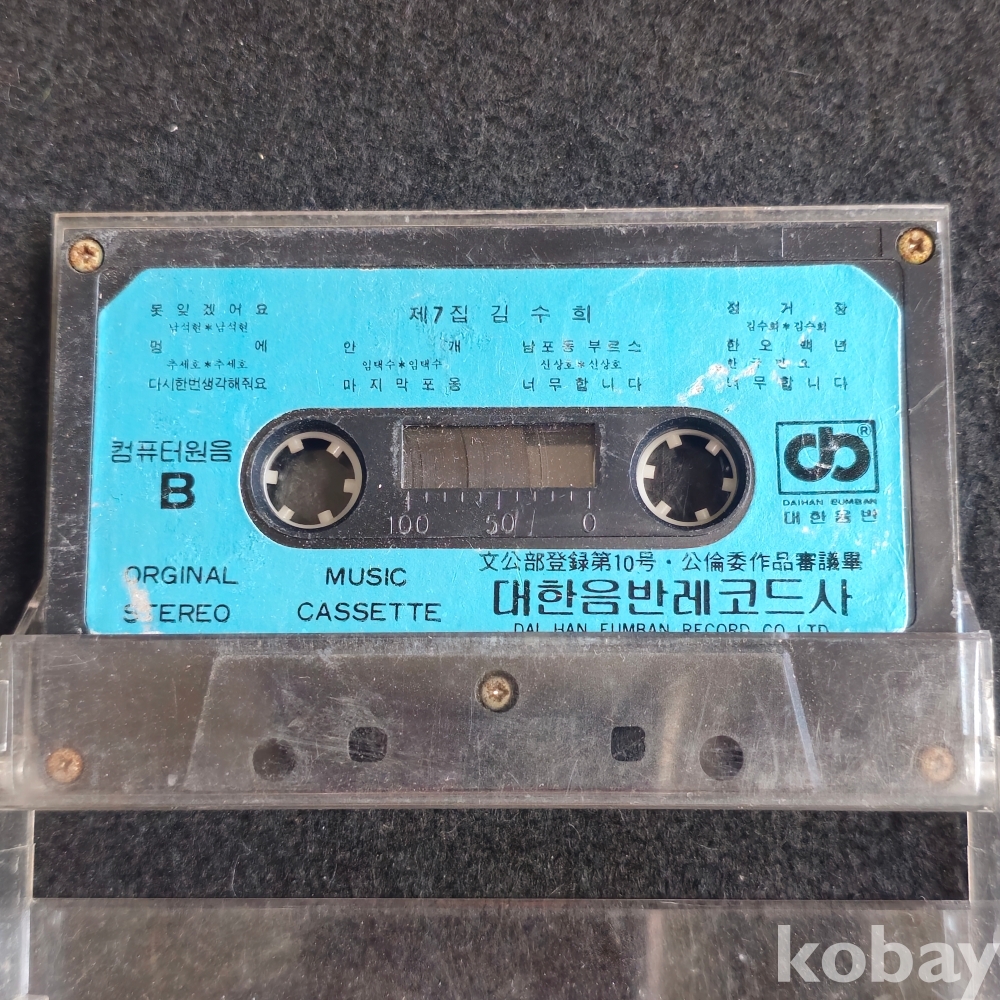 제7집 김수희
못잊겠어요
남석현*남석현
멍에
추세호*추세호
다시한번생각해줘요
안개
임택수*임택수
마지막포옹
남포동부르스
신상호*신상호
너무합니다
정거장
김수희*김수희
한오백년
너무합니다
컴퓨터원음
B
100 50 0
®
DAIHAN EUMBAN
대한음반
ORGINAL
STEREO
MUSIC
CASSETTE
文公部登録第10号·公倫委作品審議畢
대한음반레코드사
DAI HAN EUMBAN RECORD CO LTD
kobay